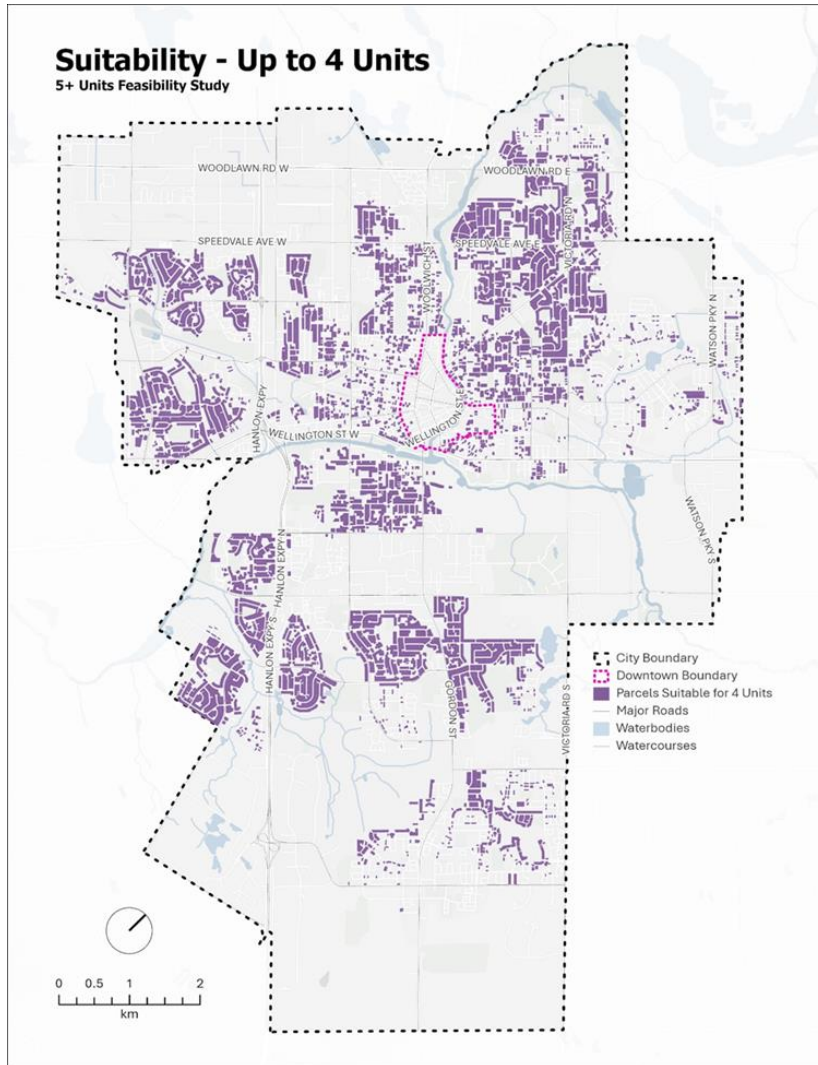 Suitability - Up to 4 Units
5+ Units Feasibility Study
WOODLAWN RD W
WOODLAWN RD E
VICTORIA RD N
SPEEDVALE AVE W
SPEEDVALE AVE E
WOOLWICH ST
WATSON PKY N
HANLON EXPY
WELLINGTON ST W
WELLINGTON ST E
WATSON PKY S
HANLON EXPY N
HANLON EXPY S
GORDON ST
VICTORIA RD S
City Boundary
Downtown Boundary
Parcels Suitable for 4 Units
Major Roads
Waterbodies
Watercourses
0 0.5 1 2
km